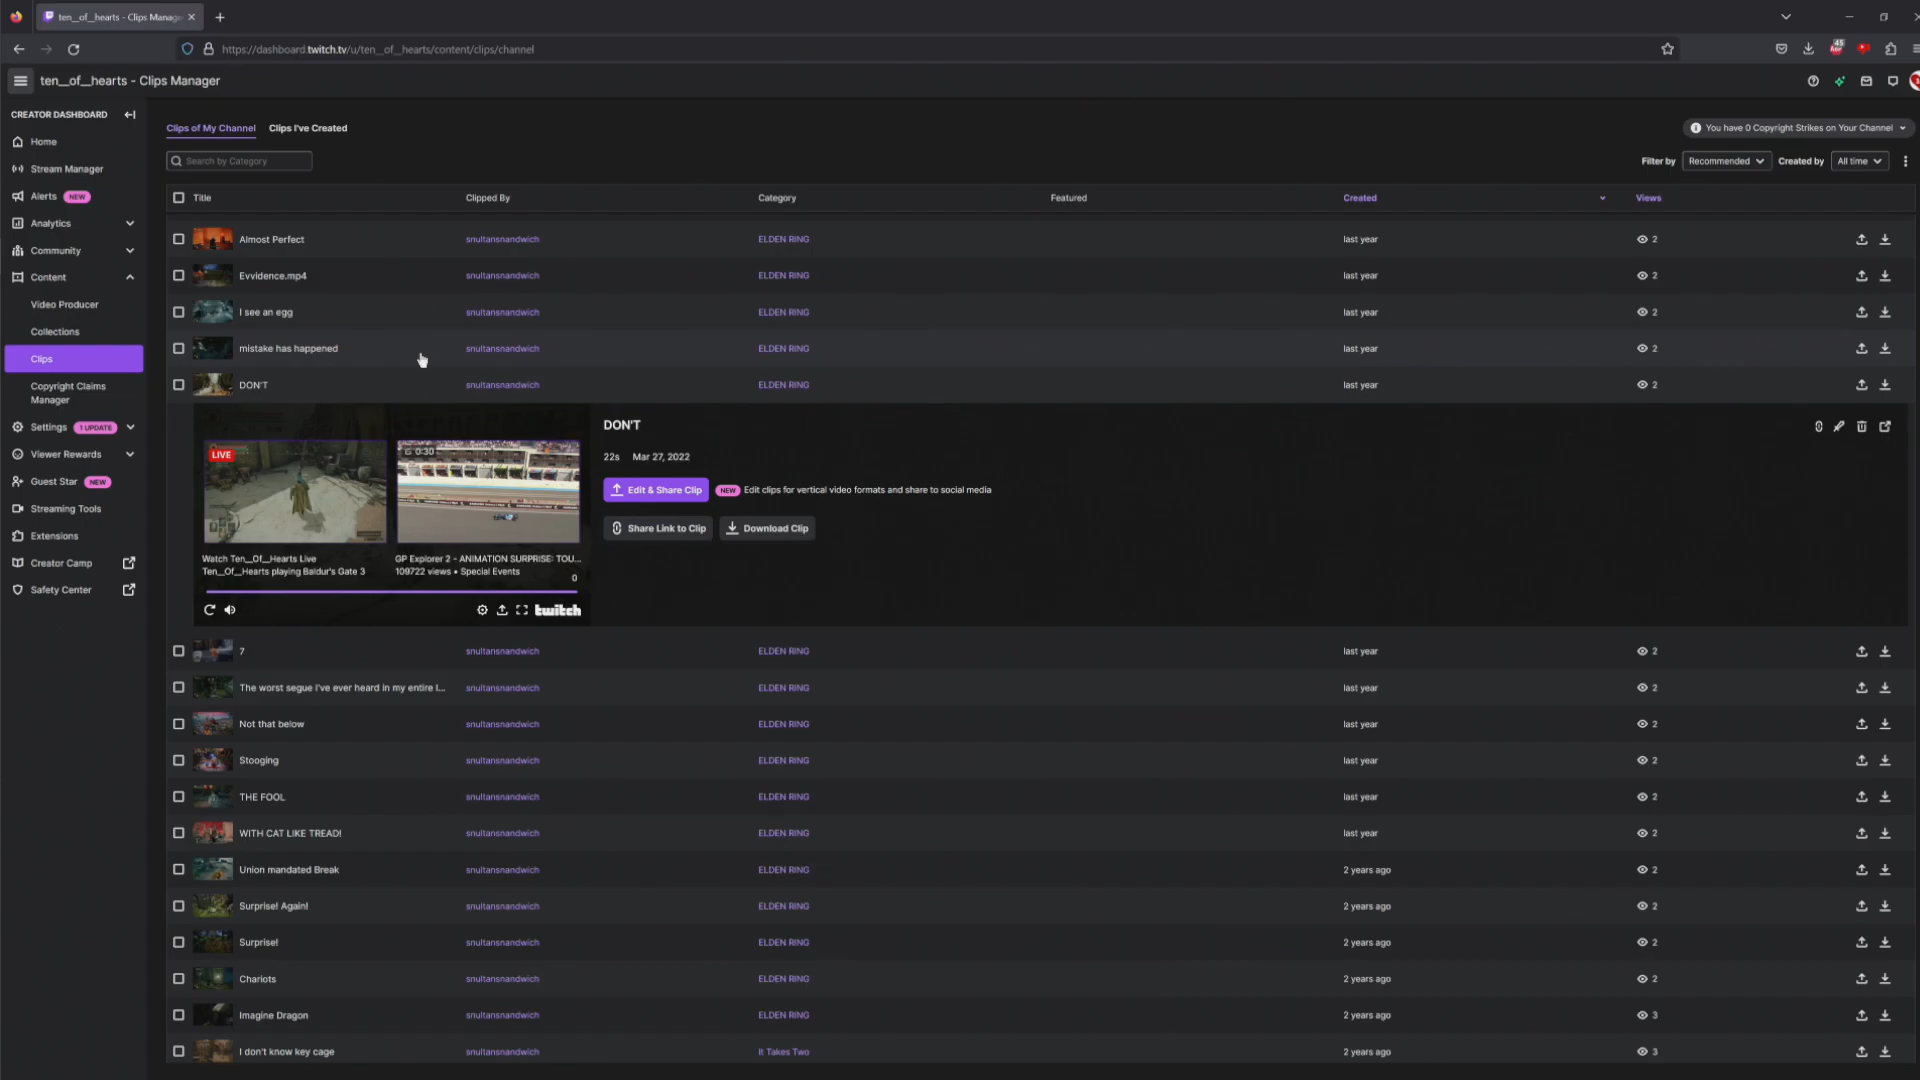 ten__of__hearts - Clips Manage
https://dashboard.twitch.tv/u/ten__of__hearts/content/clips/channel
45
ten__of__hearts - Clips Manager
CREATOR DASHBOARD
Home
Stream Manager
Alerts NEW
Analytics
Community
Content
Video Producer
Collections
Clips
Copyright Claims
Manager
Settings 1 UPDATE
Viewer Rewards
Guest Star NEW
Streaming Tools
Extensions
Creator Camp
Safety Center
Clips of My Channel Clips I've Created
You have 0 Copyright Strikes on Your Channel
Search by Category
Filter by Recommended Created by All time
Title Clipped By Category Featured Created Views
Almost Perfect snultansnandwich ELDEN RING last year 2
Evvidence.mp4 snultansnandwich ELDEN RING last year 2
I see an egg snultansnandwich ELDEN RING last year 2
mistake has happened snultansnandwich ELDEN RING last year 2
DON'T snultansnandwich ELDEN RING last year 2
LIVE
0:30
Watch Ten__Of__Hearts Live
Ten__Of__Hearts playing Baldur's Gate 3
GP Explorer 2 - ANIMATION SURPRISE: TOU...
109722 views • Special Events
0
twitch
DON'T
22s Mar 27, 2022
Edit & Share Clip NEW Edit clips for vertical video formats and share to social media
Share Link to Clip Download Clip
7 snultansnandwich ELDEN RING last year 2
The worst segue I've ever heard in my entire l... snultansnandwich ELDEN RING last year 2
Not that below snultansnandwich ELDEN RING last year 2
Stooging snultansnandwich ELDEN RING last year 2
THE FOOL snultansnandwich ELDEN RING last year 2
WITH CAT LIKE TREAD! snultansnandwich ELDEN RING last year 2
Union mandated Break snultansnandwich ELDEN RING 2 years ago 2
Surprise! Again! snultansnandwich ELDEN RING 2 years ago 2
Surprise! snultansnandwich ELDEN RING 2 years ago 2
Chariots snultansnandwich ELDEN RING 2 years ago 2
Imagine Dragon snultansnandwich ELDEN RING 2 years ago 3
I don't know key cage snultansnandwich It Takes Two 2 years ago 3